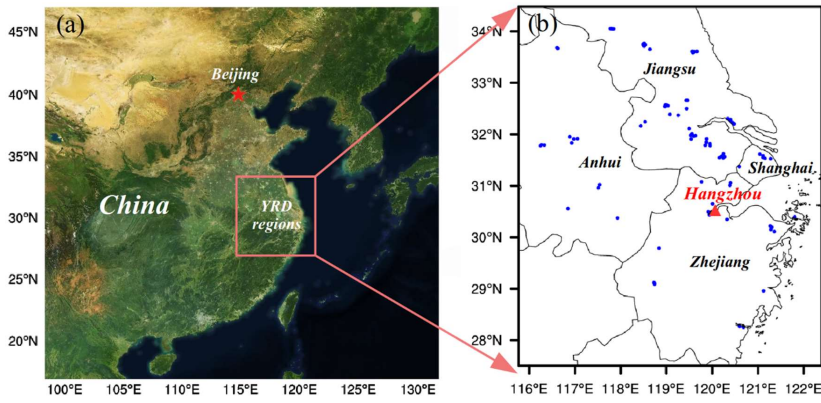 (a)
Beijing
China
YRD
regions
40°N
35°N
30°N
25°N
20°N
100°E 105°E 110°E 115°E 120°E 125°E 130°E
(b)
Jiangsu
Anhui
Shanghai
Hangzhou
Zhejiang
34°N
33°N
32°N
31°N
30°N
29°N
28°N
116°E 117°E 118°E 119°E 120°E 121°E 122°E